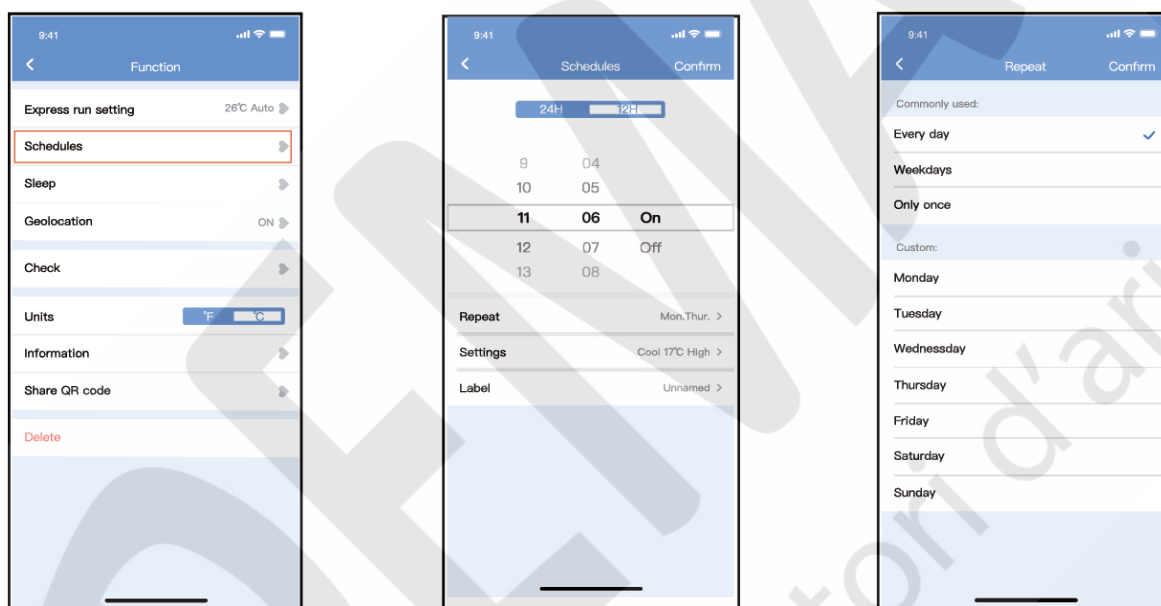 9:41
Function
Express run setting 26℃ Auto
Schedules
Sleep
Geolocation ON
Check
Units ℉ ℃
Information
Share QR code
Delete
9:41
Schedules Confirm
24H 12H
9 04
10 05
11 06 On
12 07 Off
13 08
Repeat Mon.Thur. >
Settings Cool 17℃ High >
Label Unnamed >
9:41
Repeat Confirm
Commonly used:
Every day
Weekdays
Only once
Custom:
Monday
Tuesday
Wednessday
Thursday
Friday
Saturday
Sunday